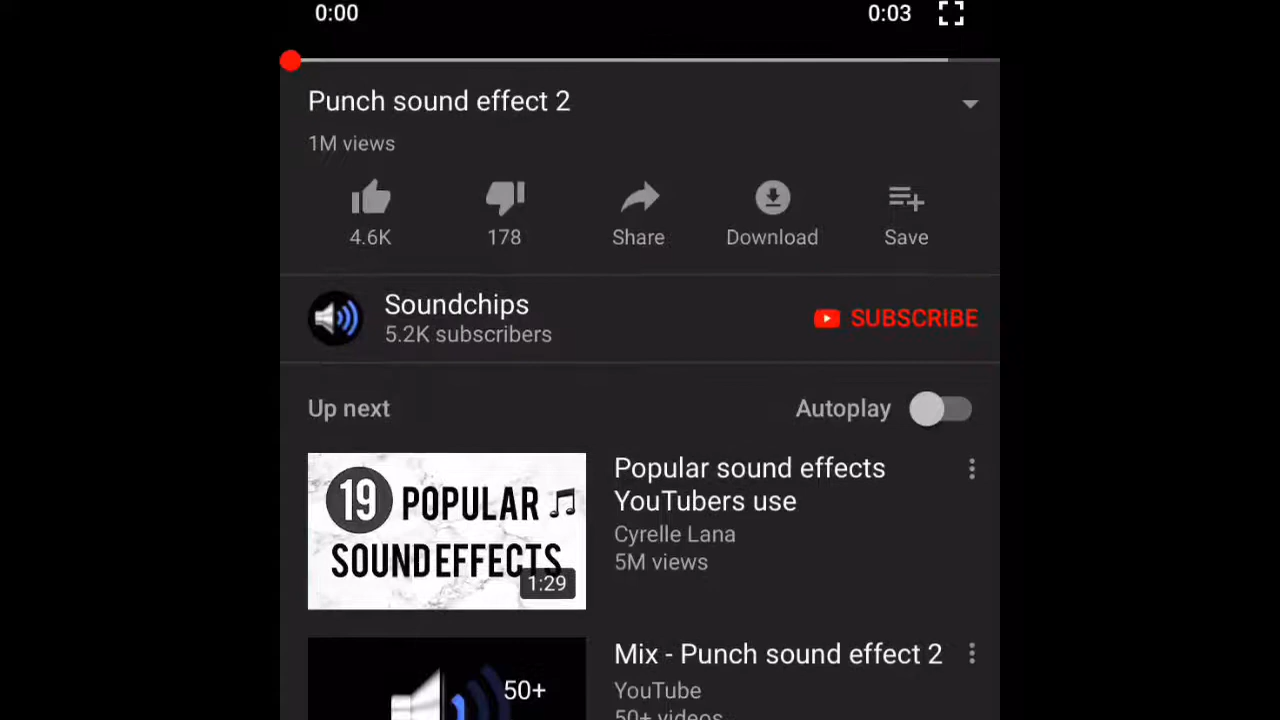 0:00 0:03
Punch sound effect 2
1M views
4.6K 178 Share Download Save
Soundchips
5.2K subscribers
SUBSCRIBE
Up next Autoplay
19 POPULAR
SOUNDEFFECTS
1:29
Popular sound effects
YouTubers use
Cyrelle Lana
5M views
50+
Mix - Punch sound effect 2
YouTube
50+ videos